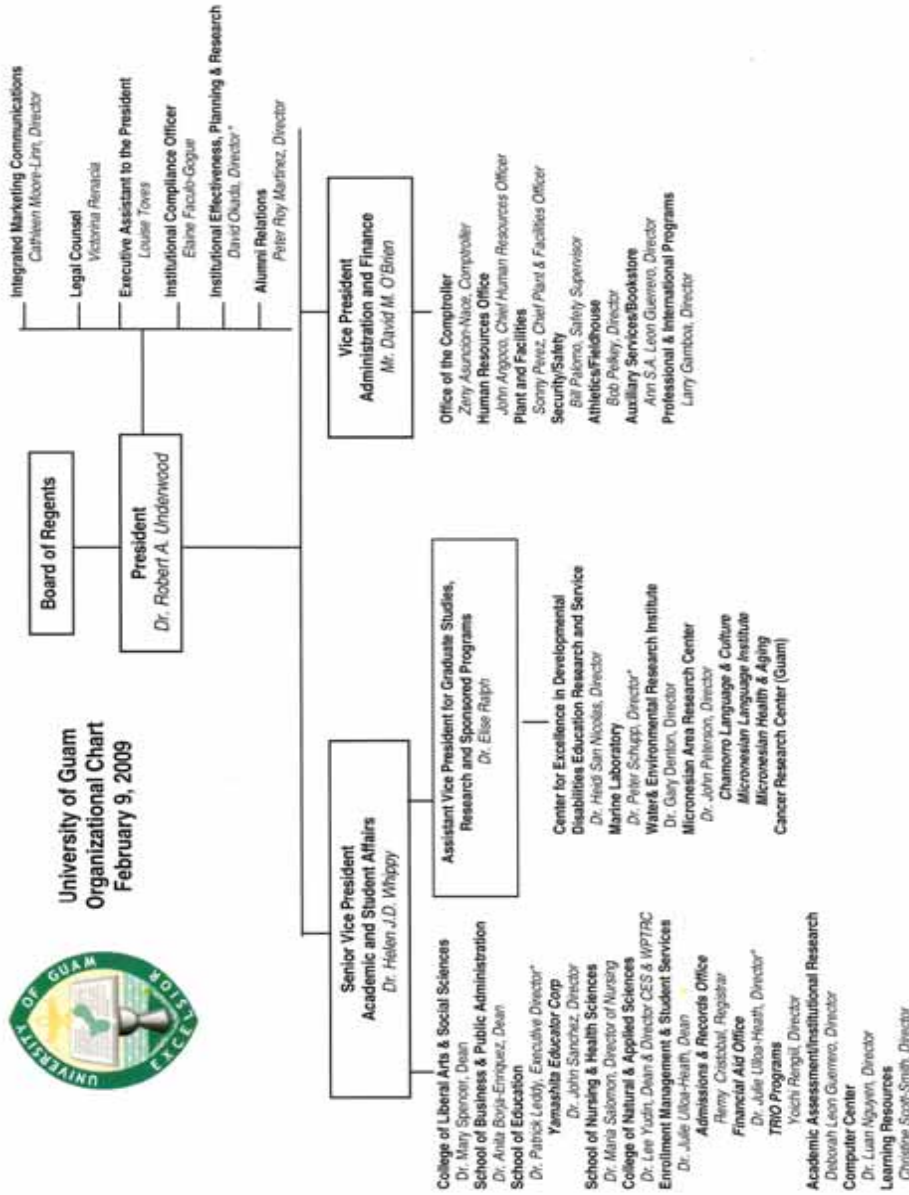 UNIVERSITY OF GUAM
EXCELSIOR
University of Guam
Organizational Chart
February 9, 2009
Board of Regents
President
Dr. Robert A. Underwood
Integrated Marketing Communications
Cathleen Moore-Linn, Director
Legal Counsel
Victorina Renacia
Executive Assistant to the President
Louise Toves
Institutional Compliance Officer
Elaine Faculo-Gogue
Institutional Effectiveness, Planning & Research
David Okada, Director*
Alumni Relations
Peter Roy Martinez, Director
Senior Vice President
Academic and Student Affairs
Dr. Helen J.D. Whippy
College of Liberal Arts & Social Sciences
Dr. Mary Spencer, Dean
School of Business & Public Administration
Dr. Anita Borja-Enriquez, Dean
School of Education
Dr. Patrick Leddy, Executive Director*
Yamashita Educator Corp
Dr. John Sanchez, Director
School of Nursing & Health Sciences
Dr. Maria Salomon, Director of Nursing
College of Natural & Applied Sciences
Dr. Lee Yudin, Dean & Director CES & WPTRC
Enrollment Management & Student Services
Dr. Julie Ulloa-Heath, Dean
Admissions & Records Office
Remy Cristobal, Registrar
Financial Aid Office
Dr. Julie Ulloa-Heath, Director*
TRIO Programs
Yoichi Rengiil, Director
Academic Assessment/Institutional Research
Deborah Leon Guerrero, Director
Computer Center
Dr. Luan Nguyen, Director
Learning Resources
Christine Scott-Smith, Director
Assistant Vice President for Graduate Studies,
Research and Sponsored Programs
Dr. Elise Ralph
Center for Excellence in Developmental
Disabilities Education Research and Service
Dr. Heidi San Nicolas, Director
Marine Laboratory
Dr. Peter Schupp, Director*
Water& Environmental Research Institute
Dr. Gary Denton, Director
Micronesian Area Research Center
Dr. John Peterson, Director
Chamorro Language & Culture
Micronesian Language Institute
Micronesian Health & Aging
Cancer Research Center (Guam)
Vice President
Administration and Finance
Mr. David M. O'Brien
Office of the Comptroller
Zeny Asuncion-Nace, Comptroller
Human Resources Office
John Angoco, Chief Human Resources Officer
Plant and Facilities
Sonny Perez, Chief Plant & Facilities Officer
Security/Safety
Bill Palomo, Safety Supervisor
Athletics/Fieldhouse
Bob Pelkey, Director
Auxiliary Services/Bookstore
Ann S.A. Leon Guerrero, Director
Professional & International Programs
Larry Gamboa, Director